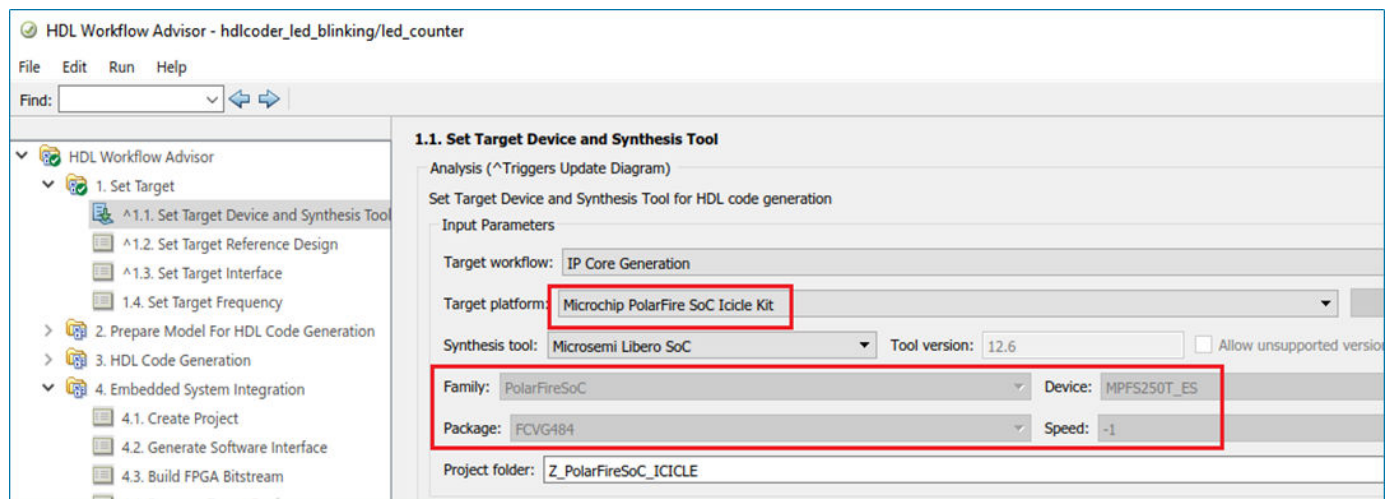 HDL Workflow Advisor - hdlcoder_led_blinking/led_counter
File Edit Run Help
Find:
HDL Workflow Advisor
1. Set Target
^1.1. Set Target Device and Synthesis Tool
^1.2. Set Target Reference Design
^1.3. Set Target Interface
1.4. Set Target Frequency
2. Prepare Model For HDL Code Generation
3. HDL Code Generation
4. Embedded System Integration
4.1. Create Project
4.2. Generate Software Interface
4.3. Build FPGA Bitstream
1.1. Set Target Device and Synthesis Tool
Analysis (^Triggers Update Diagram)
Set Target Device and Synthesis Tool for HDL code generation
Input Parameters
Target workflow: IP Core Generation
Target platform: Microchip PolarFire SoC Icicle Kit
Synthesis tool: Microsemi Libero SoC Tool version: 12.6 Allow unsupported versio
Family: PolarFireSoC Device: MPFS250T_ES
Package: FCVG484 Speed: -1
Project folder: Z_PolarFireSoC_ICICLE